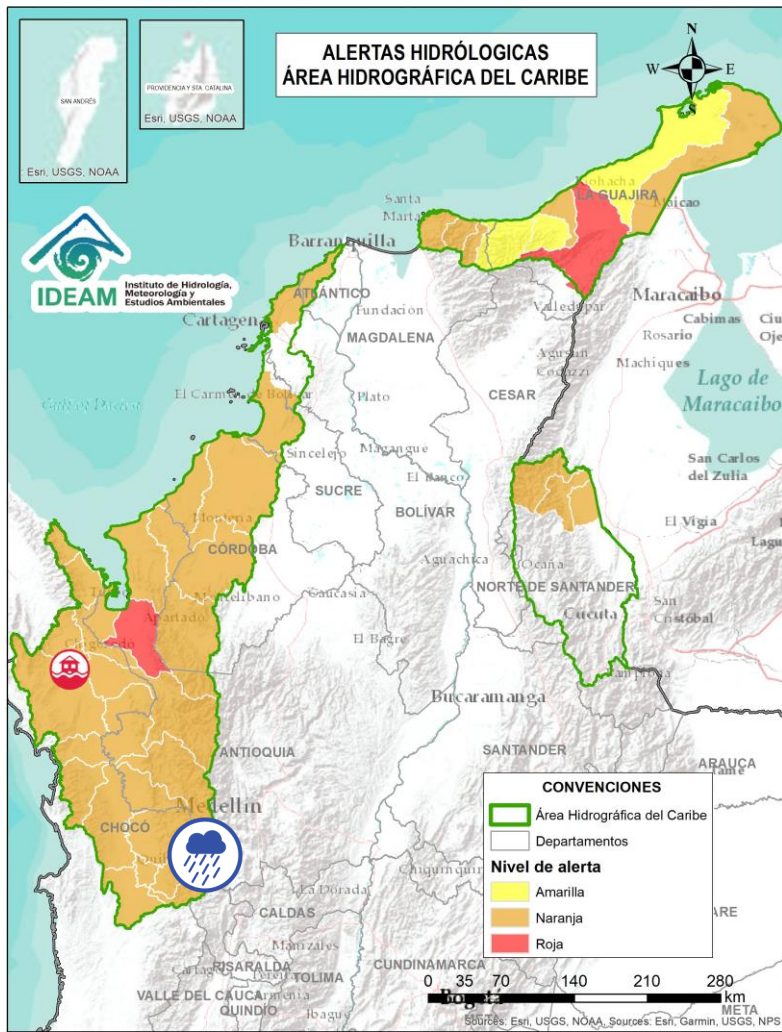 ALERTAS HIDRÓLOGICAS
ÁREA HIDROGRÁFICA DEL CARIBE
N
W
E
S
SAN ANDRÉS
Esri, USGS, NOAA
PROVIDENCIA Y STA. CATALINA
Esri, USGS, NOAA
IDEAM
Instituto de Hidrología,
Meteorología y
Estudios Ambientales
Riohacha
LA GUAJIRA
Maicao
Santa
Marta
Barranquilla
ATLÁNTICO
Cartagena
Fundación
MAGDALENA
Valledupar
Maracaibo
Cabimas
Rosario
Machiques
Agustín
Codazzi
CESAR
Lago de
Maracaibo
El Carmen de Bolívar
Plato
Sincelejo
Magangue
SUCRE
El Banco
BOLÍVAR
San Carlos
del Zulia
El Vigia
Montería
CÓRDOBA
Aguachica
Ocaña
NORTE DE SANTANDER
Cucuta
San
Cristóbal
Caucasia
Apartado
El Bagre
Bucaramanga
ANTIOQUIA
SANTANDER
ARAUCA
Medellín
CHOCÓ
La Dorada
CALDAS
Manizales
RISARALDA
TOLIMA
CUNDINAMARCA
VALLE DEL CAUCA
Armenia
QUINDÍO
Ibague
Bogotá
META
META
CONVENCIONES
Área Hidrográfica del Caribe
Departamentos
Nivel de alerta
Amarilla
Naranja
Roja
0 35 70 140 210 280
km
Sources: Esri, USGS, NOAA, Sources: Esri, Garmin, USGS, NPS